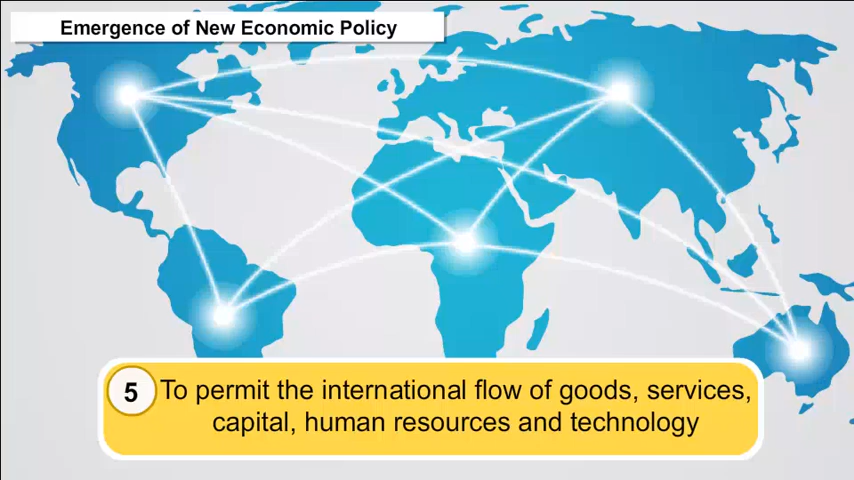 Emergence of New Economic Policy
5
To permit the international flow of goods, services,
capital, human resources and technology